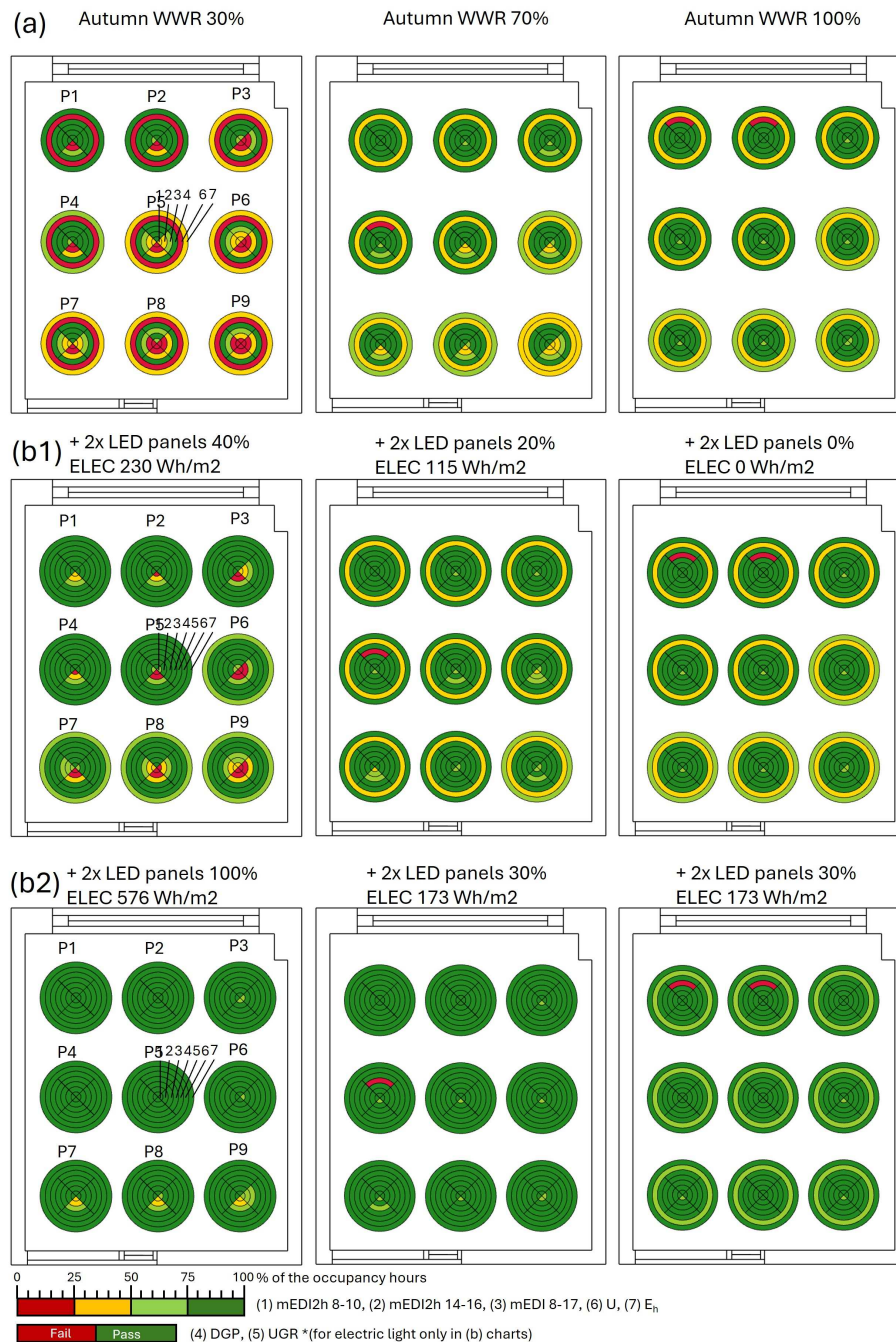 (a)
Autumn WWR 30%
Autumn WWR 70%
Autumn WWR 100%
P1 P2 P3
P4 P5 1234 67 P6
P7 P8 P9
(b1)
+ 2x LED panels 40%
ELEC 230 Wh/m2
+ 2x LED panels 20%
ELEC 115 Wh/m2
+ 2x LED panels 0%
ELEC 0 Wh/m2
P1 P2 P3
P4 P5 1234567 P6
P7 P8 P9
(b2)
+ 2x LED panels 100%
ELEC 576 Wh/m2
+ 2x LED panels 30%
ELEC 173 Wh/m2
+ 2x LED panels 30%
ELEC 173 Wh/m2
P1 P2 P3
P4 P5 1234567 P6
P7 P8 P9
0 25 50 75 100 % of the occupancy hours
(1) mEDI2h 8-10, (2) mEDI2h 14-16, (3) mEDI 8-17, (6) U, (7) Eh
Fail Pass (4) DGP, (5) UGR *(for electric light only in (b) charts)